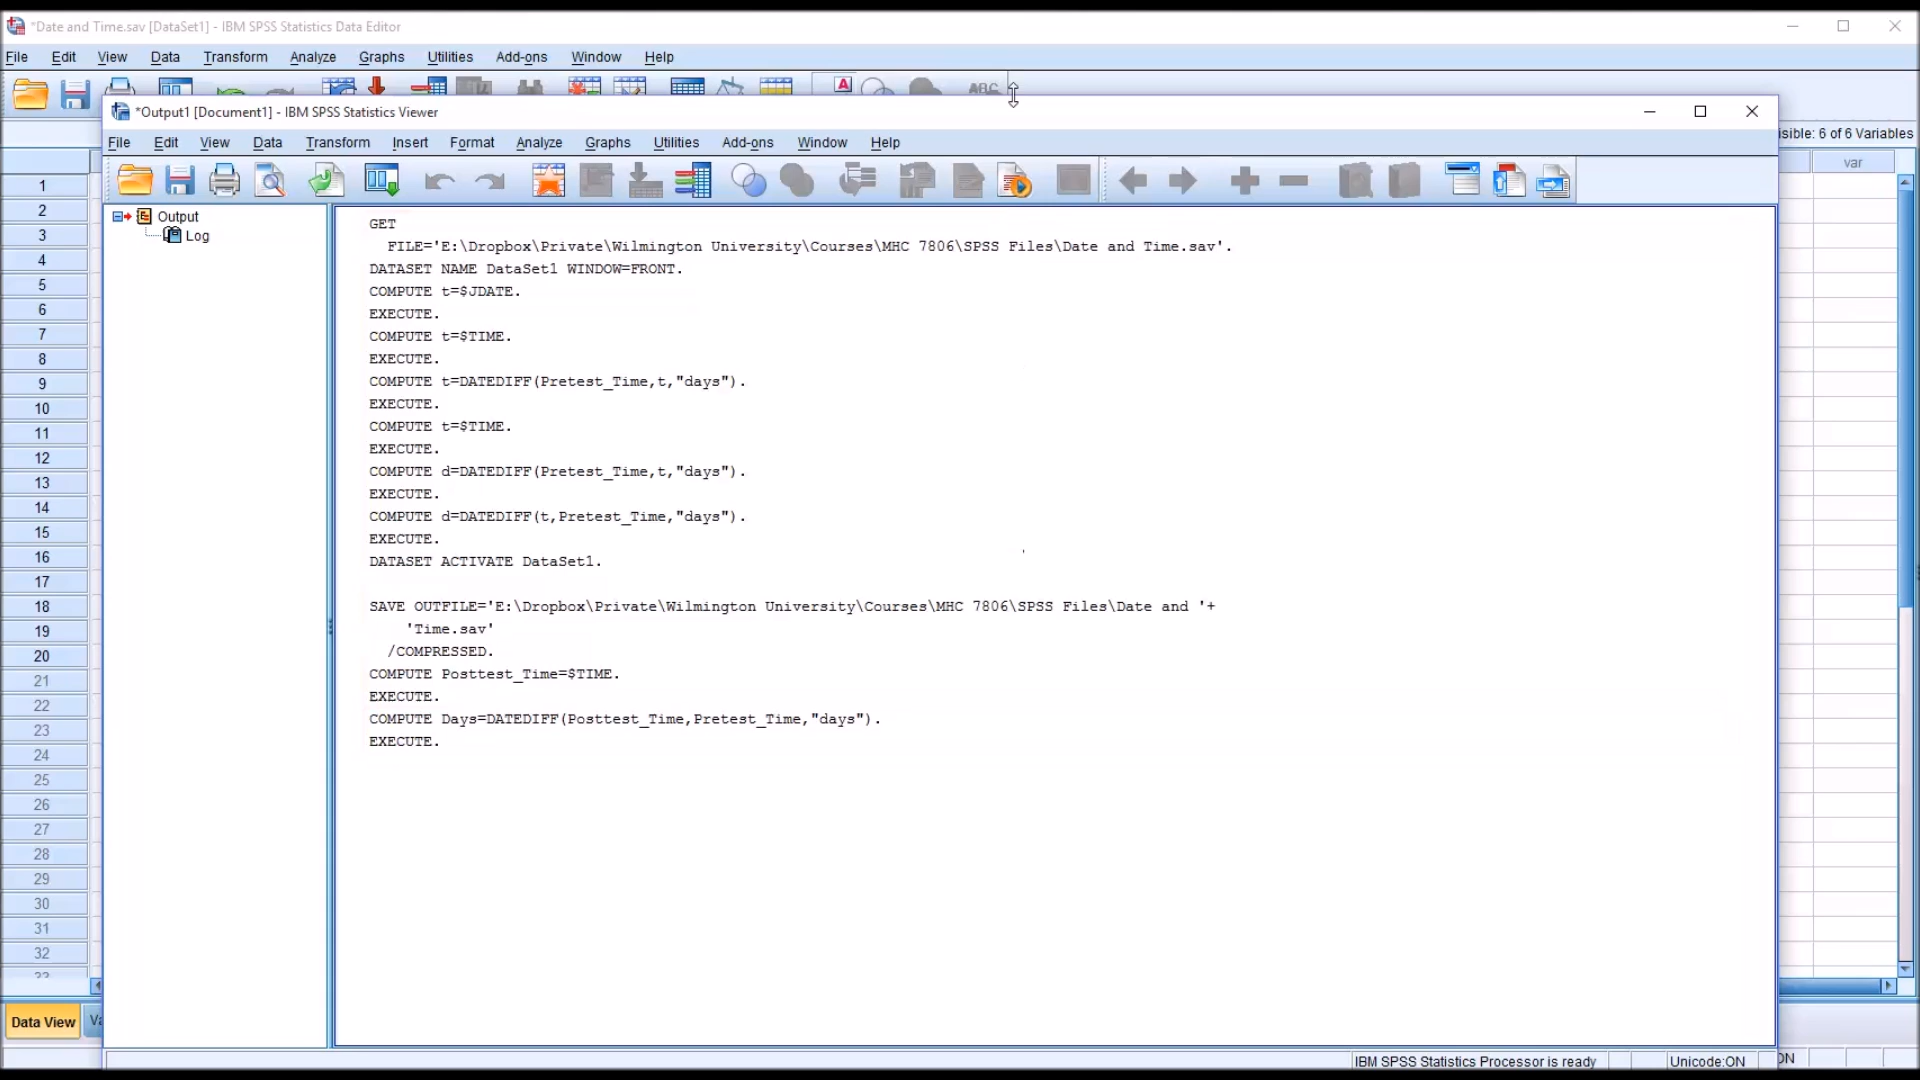 *Date and Time.sav [DataSet1] - IBM SPSS Statistics Data Editor
File Edit View Data Transform Analyze Graphs Utilities Add-ons Window Help
A ABC
*Output1 [Document1] - IBM SPSS Statistics Viewer
isible: 6 of 6 Variables
File Edit View Data Transform Insert Format Analyze Graphs Utilities Add-ons Window Help
var
1
2
3
4
5
6
7
8
9
10
11
12
13
14
15
16
17
18
19
20
21
22
23
24
25
26
27
28
29
30
31
32
33
Output
Log
GET
FILE='E:\Dropbox\Private\Wilmington University\Courses\MHC 7806\SPSS Files\Date and Time.sav'.
DATASET NAME DataSet1 WINDOW=FRONT.
COMPUTE t=$JDATE.
EXECUTE.
COMPUTE t=$TIME.
EXECUTE.
COMPUTE t=DATEDIFF(Pretest_Time,t,"days").
EXECUTE.
COMPUTE t=$TIME.
EXECUTE.
COMPUTE d=DATEDIFF(Pretest_Time,t,"days").
EXECUTE.
COMPUTE d=DATEDIFF(t,Pretest_Time,"days").
EXECUTE.
DATASET ACTIVATE DataSet1.
SAVE OUTFILE='E:\Dropbox\Private\Wilmington University\Courses\MHC 7806\SPSS Files\Date and '+
'Time.sav'
/COMPRESSED.
COMPUTE Posttest_Time=$TIME.
EXECUTE.
COMPUTE Days=DATEDIFF(Posttest_Time,Pretest_Time,"days").
EXECUTE.
Data View Va
IBM SPSS Statistics Processor is ready Unicode:ON ON